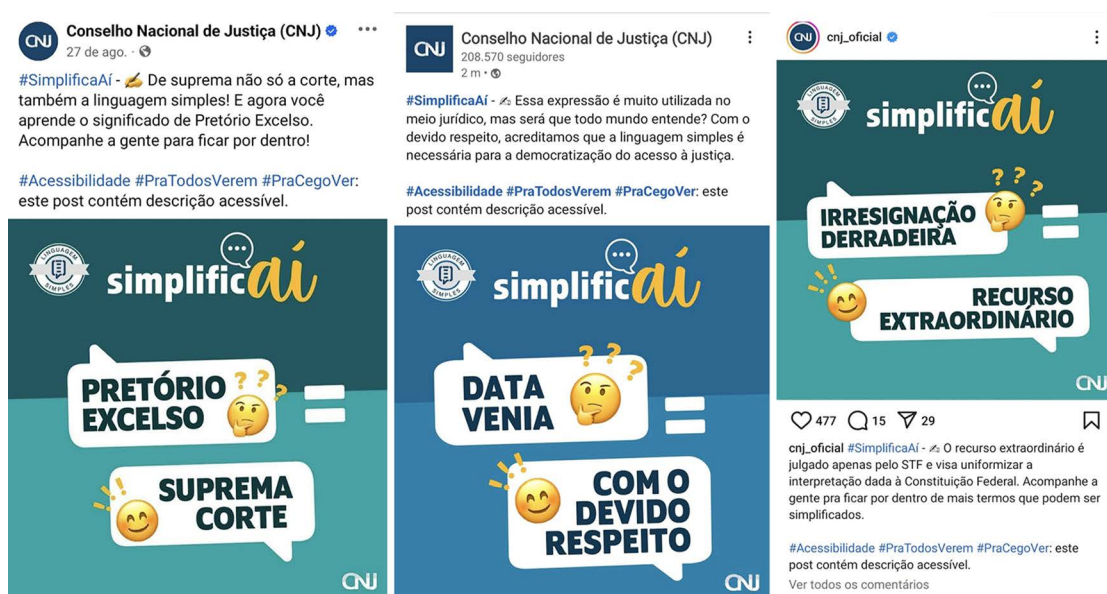 CNJ
Conselho Nacional de Justiça (CNJ)
27 de ago. ·
#SimplificaAí - ✍️ De suprema não só a corte, mas
também a linguagem simples! E agora você
aprende o significado de Pretório Excelso.
Acompanhe a gente para ficar por dentro!
#Acessibilidade #PraTodosVerem #PraCegoVer:
este post contém descrição acessível.
LINGUAGEM
SIMPLES
simplificaí
PRETÓRIO
EXCELSO
???
=
SUPREMA
CORTE
CNJ
CNJ
Conselho Nacional de Justiça (CNJ)
208.570 seguidores
2 m •
#SimplificaAí - ✍ Essa expressão é muito utilizada no
meio jurídico, mas será que todo mundo entende? Com o
devido respeito, acreditamos que a linguagem simples é
necessária para a democratização do acesso à justiça.
#Acessibilidade #PraTodosVerem #PraCegoVer: este
post contém descrição acessível.
LINGUAGEM
SIMPLES
simplificaí
DATA
VENIA
???
=
COM O
DEVIDO
RESPEITO
CNJ
CNJ
cnj_oficial
LINGUAGEM
SIMPLES
simplificaí
IRRESIGNAÇÃO
DERRADEIRA
???
=
RECURSO
EXTRAORDINÁRIO
CNJ
477 15 29
cnj_oficial #SimplificaAí - ✍ O recurso extraordinário é
julgado apenas pelo STF e visa uniformizar a
interpretação dada à Constituição Federal. Acompanhe a
gente pra ficar por dentro de mais termos que podem ser
simplificados.
#Acessibilidade #PraTodosVerem #PraCegoVer: este
post contém descrição acessível.
Ver todos os comentários